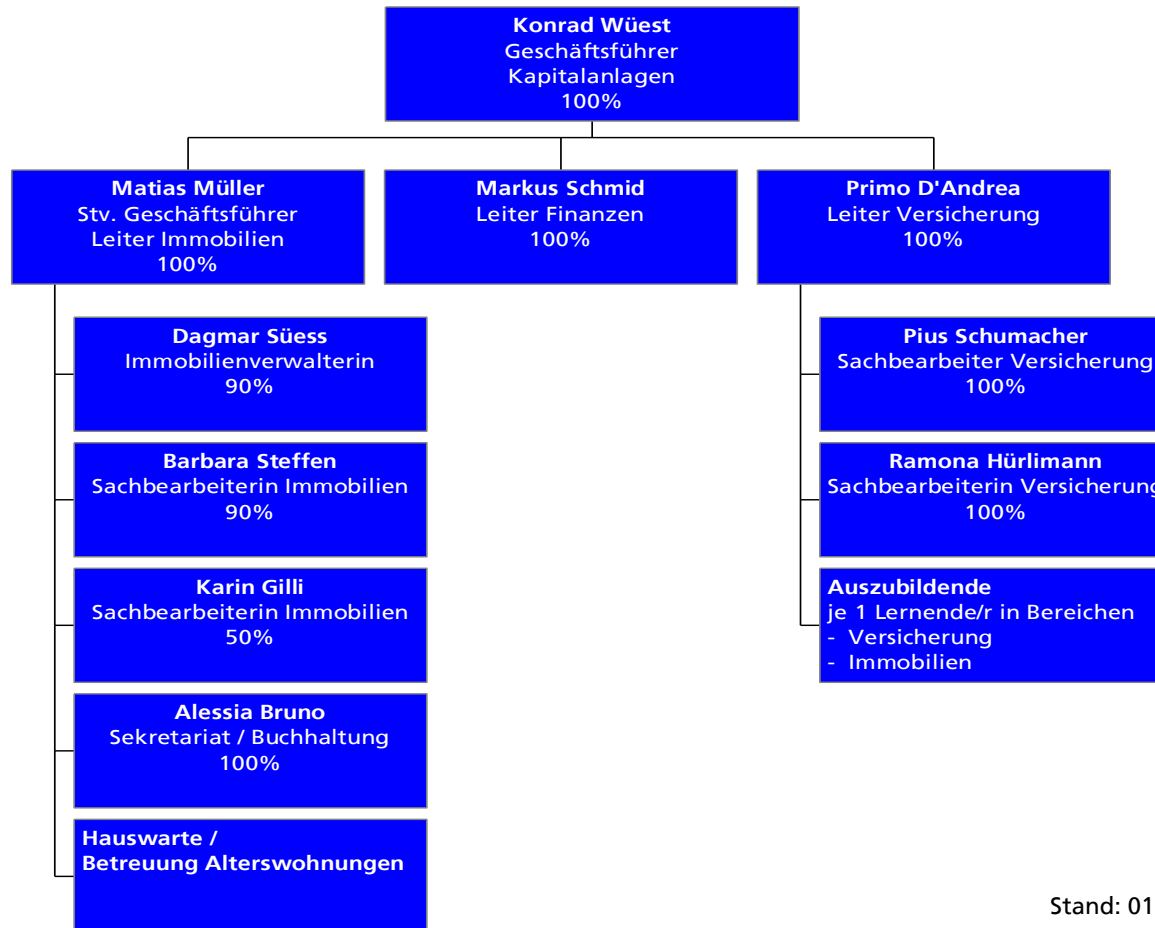 Konrad Wüest
Geschäftsführer
Kapitalanlagen
100%
Matias Müller
Stv. Geschäftsführer
Leiter Immobilien
100%
Markus Schmid
Leiter Finanzen
100%
Primo D'Andrea
Leiter Versicherung
100%
Dagmar Süess
Immobilienverwalterin
90%
Barbara Steffen
Sachbearbeiterin Immobilien
90%
Karin Gilli
Sachbearbeiterin Immobilien
50%
Alessia Bruno
Sekretariat / Buchhaltung
100%
Hauswarte /
Betreuung Alterswohnungen
Pius Schumacher
Sachbearbeiter Versicherung
100%
Ramona Hürlimann
Sachbearbeiterin Versicherung
100%
Auszubildende
je 1 Lernende/r in Bereichen
- Versicherung
- Immobilien
Stand: 01